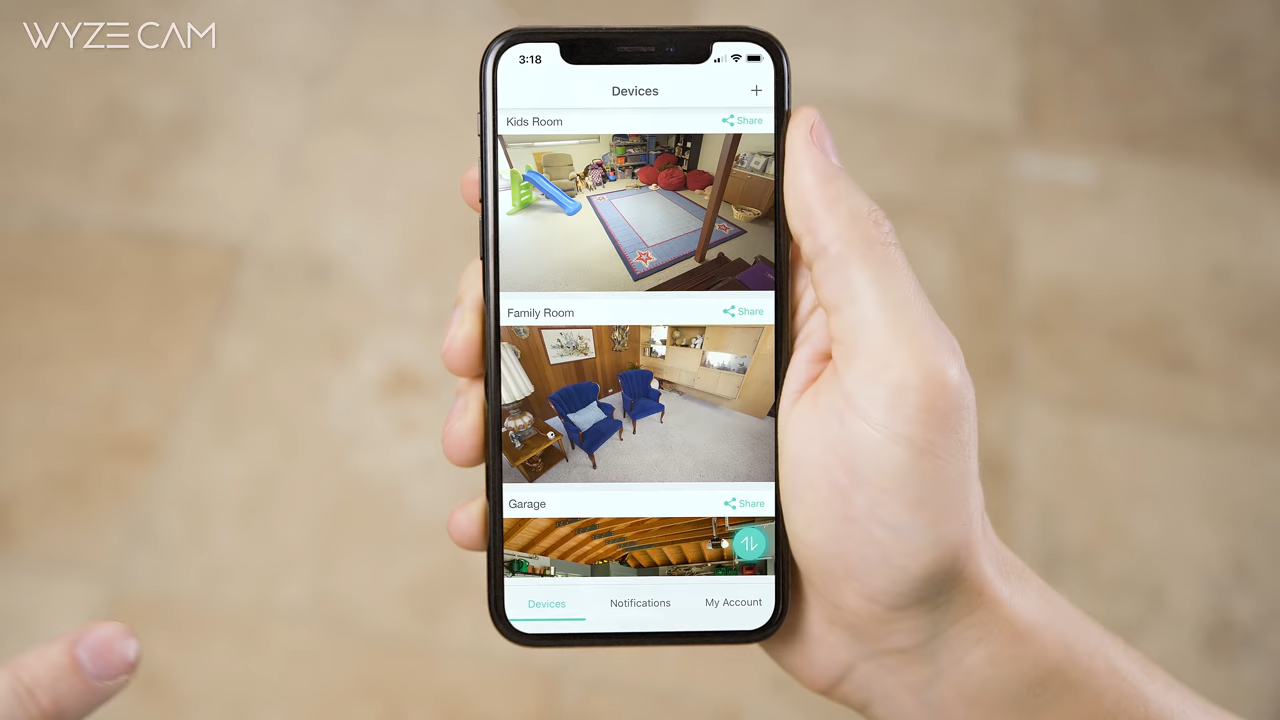 WYZE CAM
3:18
Devices
+
Kids Room
Share
Family Room
Share
Garage
Share
Devices
Notifications
My Account